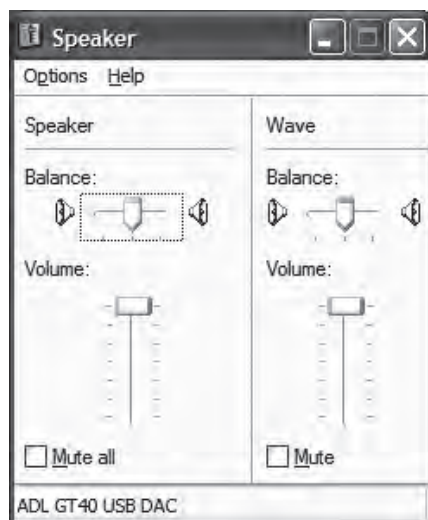 Speaker
Options Help
Speaker
Wave
Balance:
Balance:
Volume:
Volume:
Mute all
Mute
ADL GT40 USB DAC